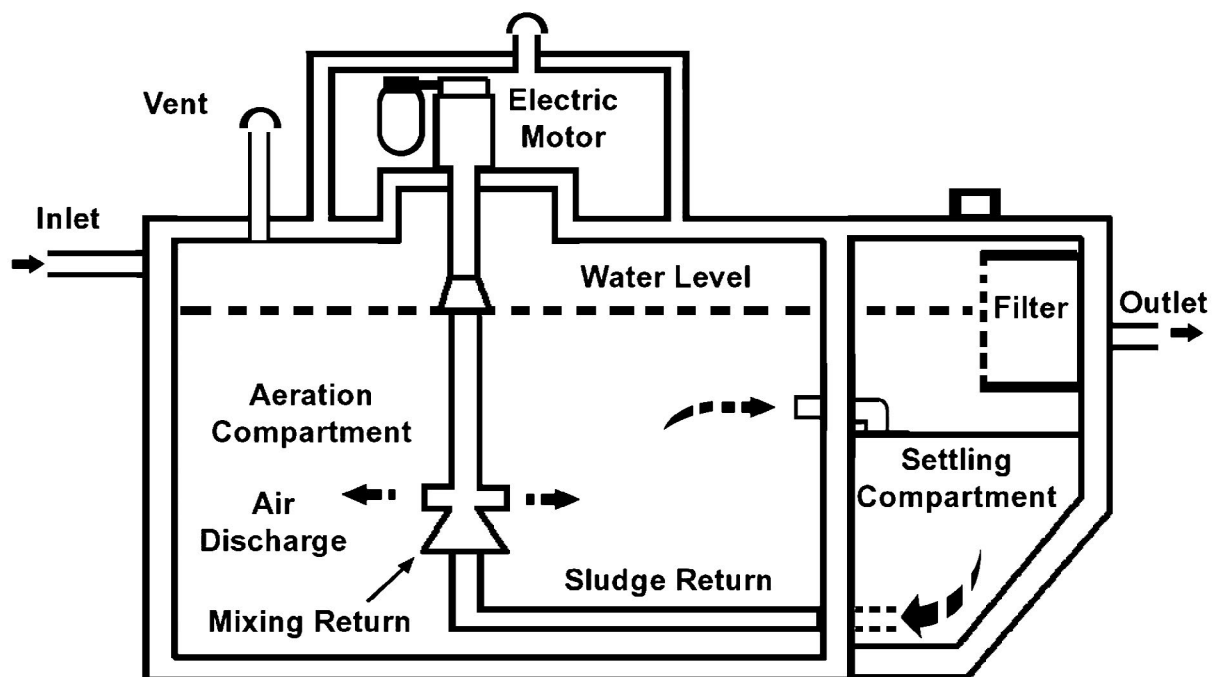 Vent
Electric
Motor
Inlet
Water Level
Filter
Outlet
Aeration
Compartment
Settling
Compartment
Air
Discharge
Sludge Return
Mixing Return